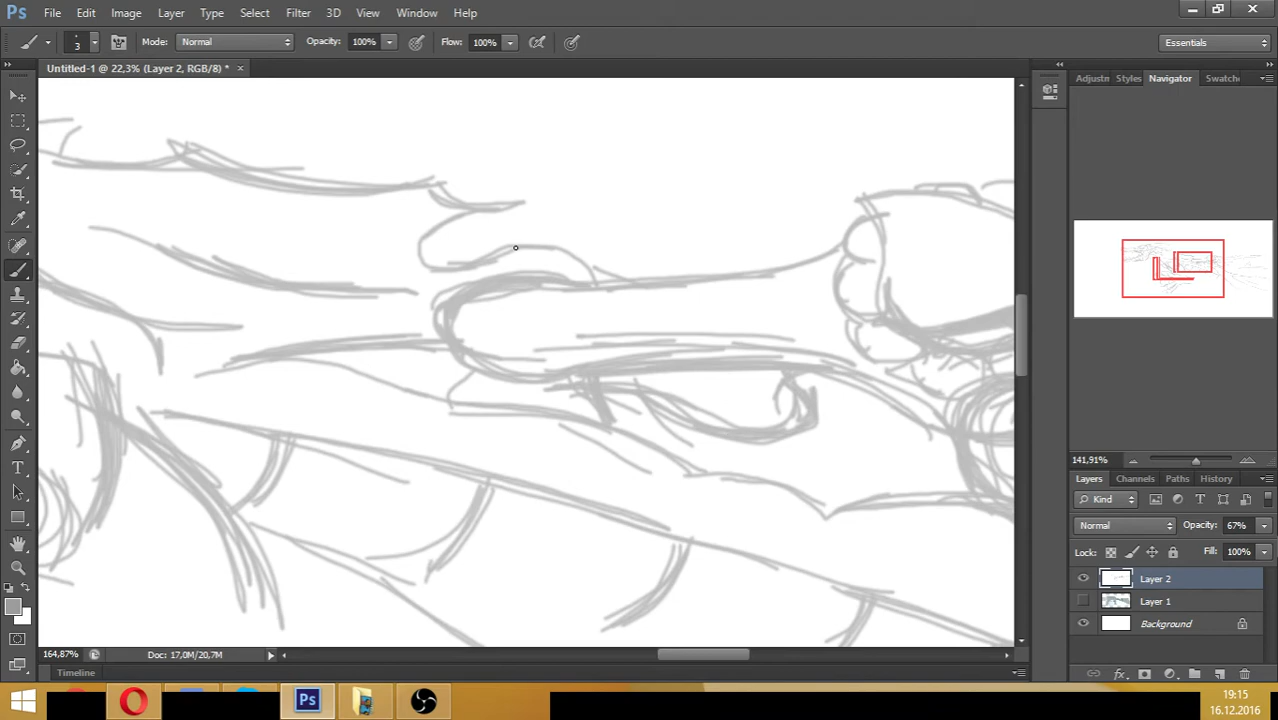 Ps File Edit Image Layer Type Select Filter 3D View Window Help
3 Mode: Normal Opacity: 100% Flow: 100% Essentials
Untitled-1 @ 22,3% (Layer 2, RGB/8) * × Adjustm Styles Navigator Swatche
141,91%
Layers Channels Paths History
Kind
Normal Opacity: 67%
Lock: Fill: 100%
Layer 2
Layer 1
Background
164,87% Doc: 17,0M/20,7M
Timeline
Ps 19:15
16.12.2016